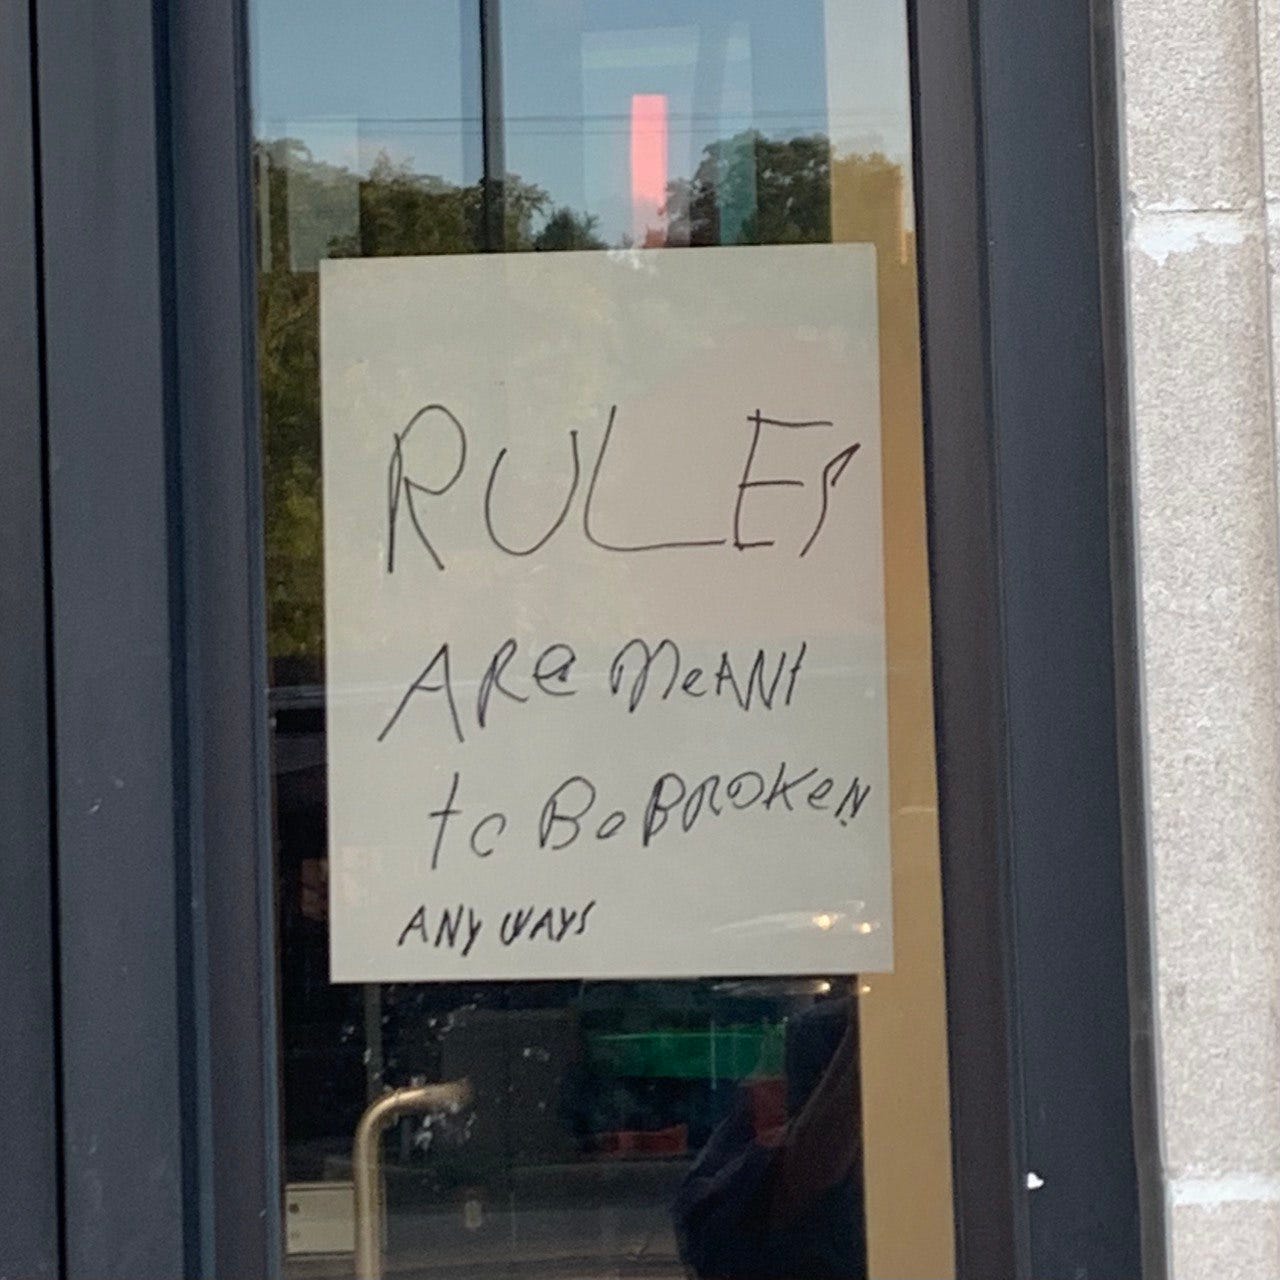 RULES
ARe MeANt
to Be BROKeN
ANY WAYS